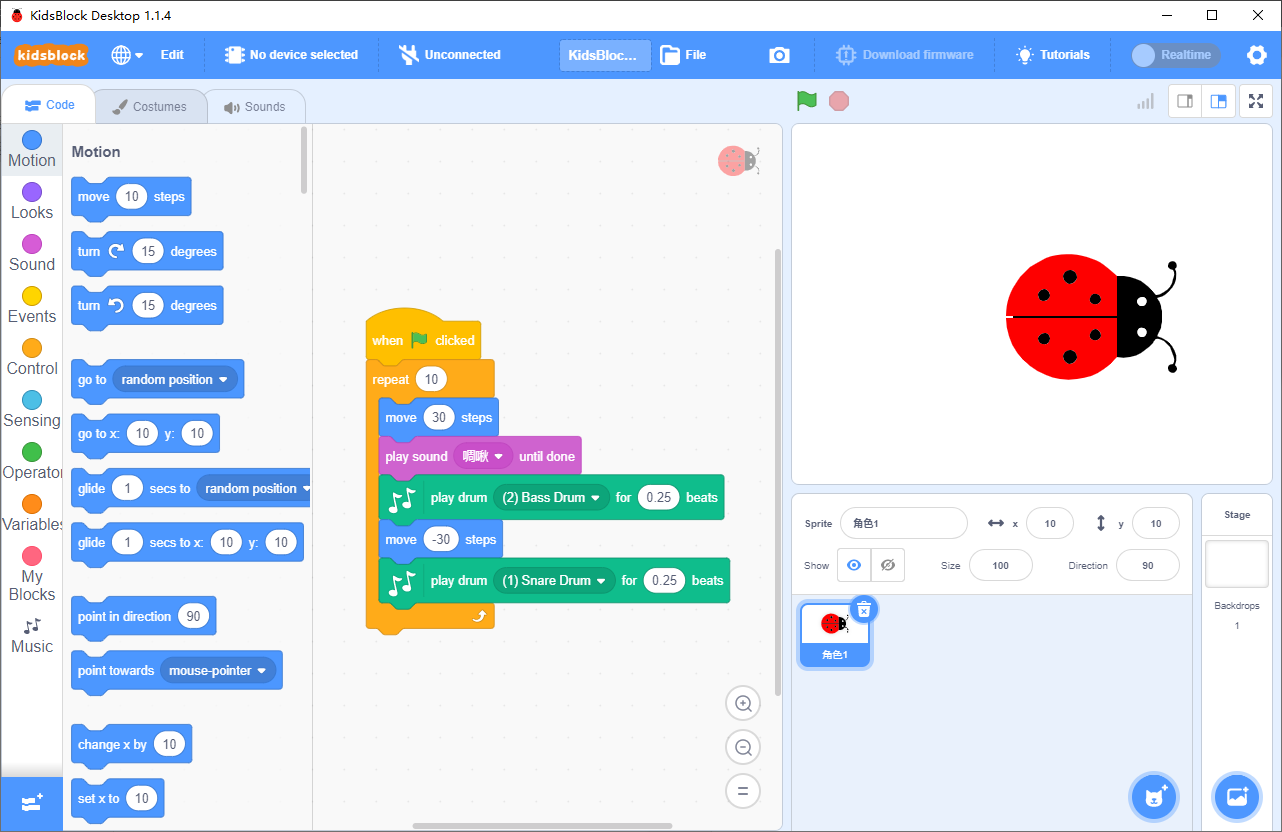 KidsBlock Desktop 1.1.4
kidsblock
Edit
No device selected
Unconnected
KidsBloc...
File
Download firmware
Tutorials
Realtime
Code
Costumes
Sounds
Motion
Looks
Sound
Events
Control
Sensing
Operator
Variables
My
Blocks
Music
Motion
move 10 steps
turn 15 degrees
turn 15 degrees
go to random position
go to x: 10 y: 10
glide 1 secs to random position
glide 1 secs to x: 10 y: 10
point in direction 90
point towards mouse-pointer
change x by 10
set x to 10
when clicked
repeat 10
move 30 steps
play sound 啁啾 until done
play drum (2) Bass Drum for 0.25 beats
move -30 steps
play drum (1) Snare Drum for 0.25 beats
Sprite 角色1 x 10 y 10
Show Size 100 Direction 90
角色1
Stage
Backdrops
1